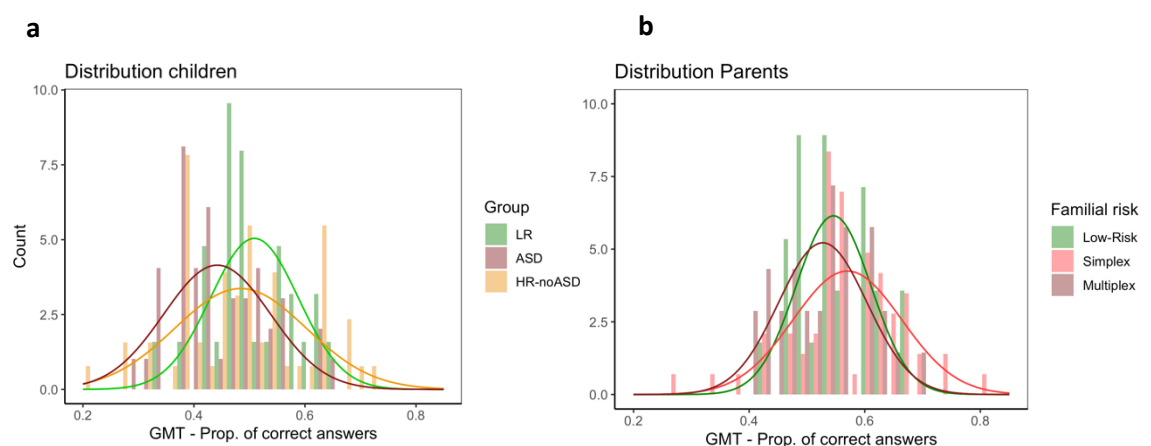 a
Distribution children
10.0
7.5
5.0
2.5
0.0
Count
0.2 0.4 0.6 0.8
GMT - Prop. of correct answers
Group
LR
ASD
HR-noASD
b
Distribution Parents
10.0
7.5
5.0
2.5
0.0
0.2 0.4 0.6 0.8
GMT - Prop. of correct answers
Familial risk
Low-Risk
Simplex
Multiplex